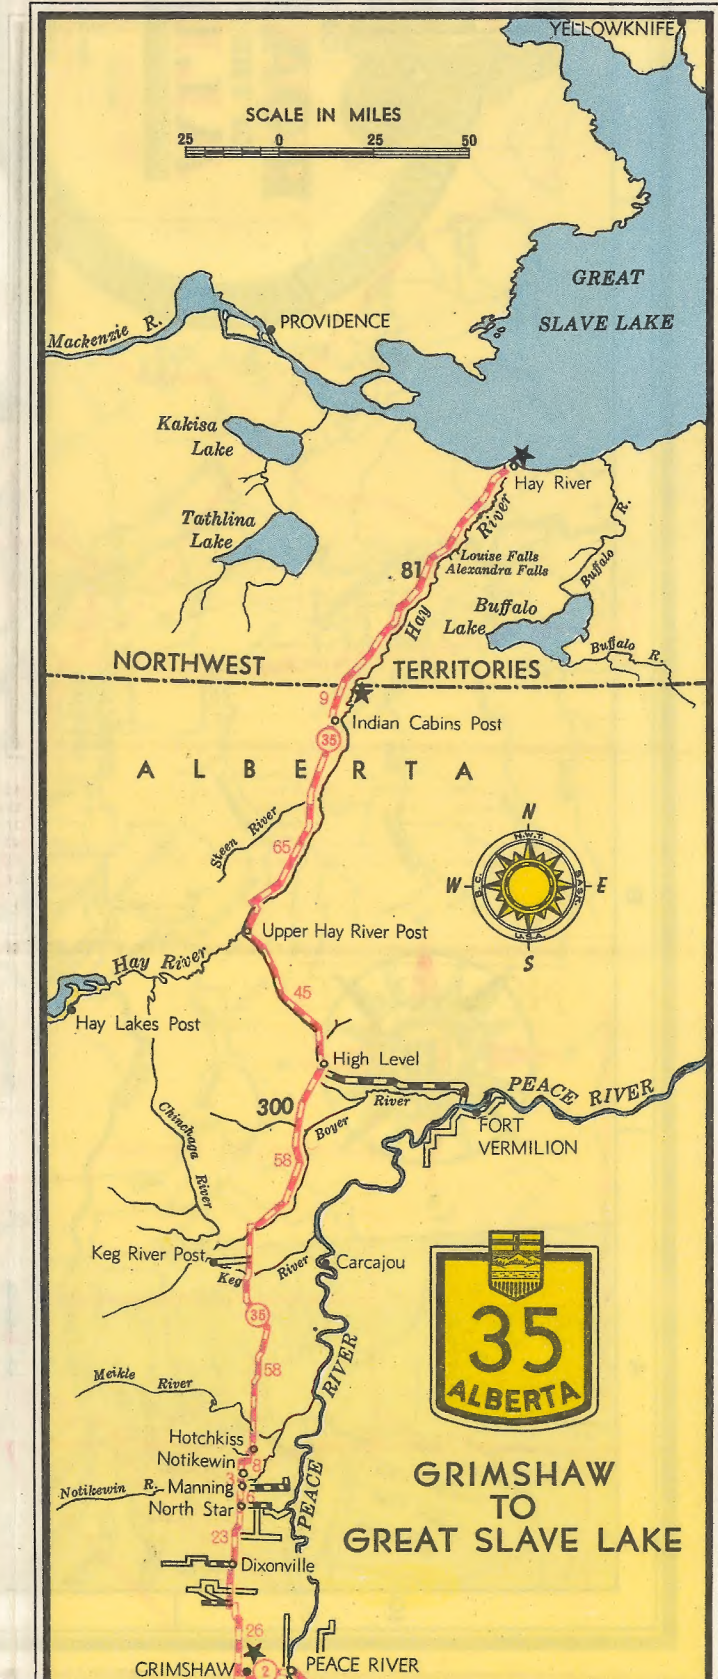 YELLOWKNIFE
SCALE IN MILES
25 0 25 50
GREAT
SLAVE LAKE
Mackenzie R.
PROVIDENCE
Kakisa
Lake
Hay River
Tathlina
Lake
Hay River
R.
Buffalo
Louise Falls
Alexandra Falls
81
Buffalo
Lake
Buffalo R.
NORTHWEST TERRITORIES
9
Indian Cabins Post
35
ALBERTA
Steen River
65
N
N.W.T.
W
B.C.
SASK.
E
U.S.A.
S
Upper Hay River Post
Hay River
45
Hay Lakes Post
High Level
PEACE RIVER
300
River
Boyer
FORT
VERMILION
Chinchaga
River
58
Keg River Post
Keg
River
Carcajou
35
35
ALBERTA
58
Meikle River
PEACE RIVER
Hotchkiss
8
Notikewin
3
Notikewin R.
Manning
6
North Star
GRIMSHAW
TO
GREAT SLAVE LAKE
23
Dixonville
26
GRIMSHAW
2
PEACE RIVER